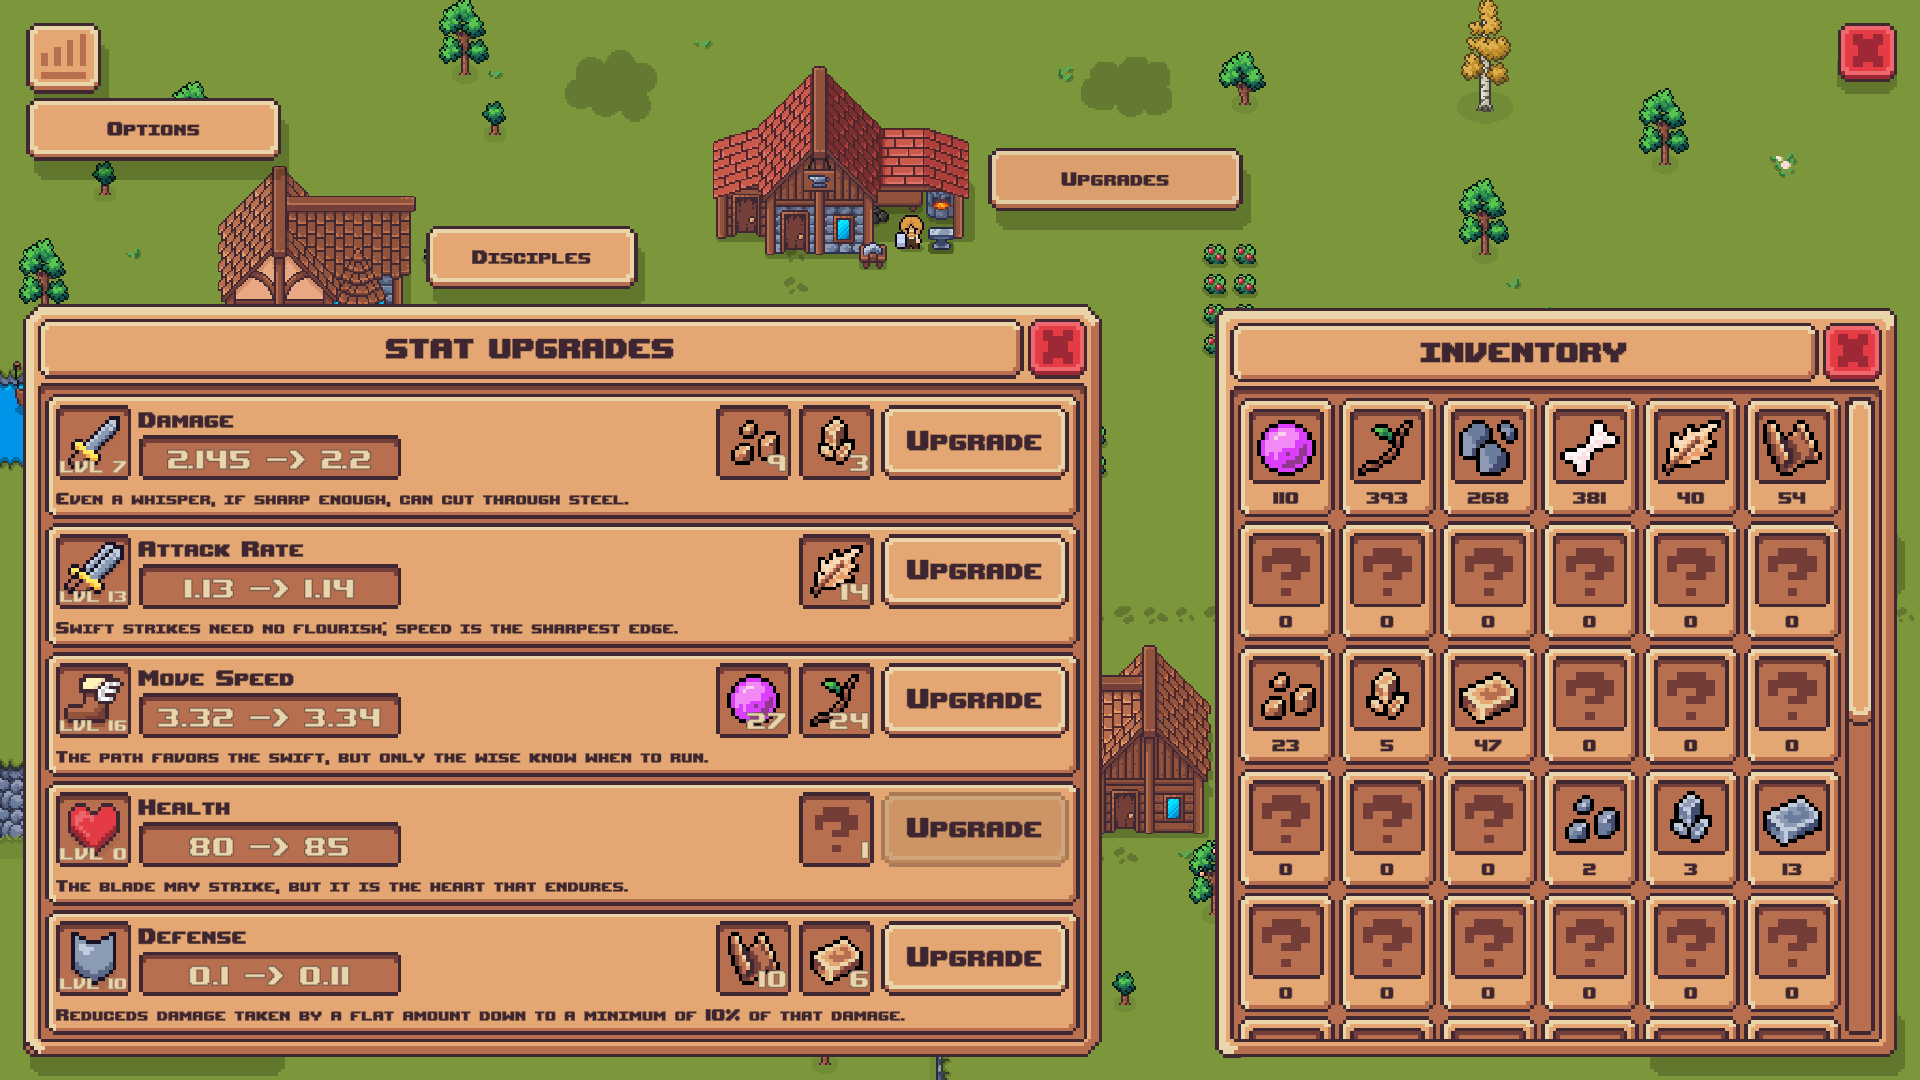 Options
Disciples
Upgrades
Stat Upgrades
Damage
LVL 7
2.145 -> 2.2
9
3
Upgrade
Even a whisper, if sharp enough, can cut through steel.
Attack Rate
LVL 13
1.13 -> 1.14
14
Upgrade
Swift strikes need no flourish; speed is the sharpest edge.
Move Speed
LVL 16
3.32 -> 3.34
27
24
Upgrade
The path favors the swift, but only the wise know when to run.
Health
LVL 0
80 -> 85
?
1
Upgrade
The blade may strike, but it is the heart that endures.
Defense
LVL 10
0.1 -> 0.11
10
6
Upgrade
Reduceds damage taken by a flat amount down to a minimum of 10% of that damage.
Inventory
110 393 268 381 40 54
? ? ? ? ? ?
0 0 0 0 0 0
? ? ?
23 5 47 0 0 0
? ? ?
0 0 0 2 3 13
? ? ? ? ? ?
0 0 0 0 0 0